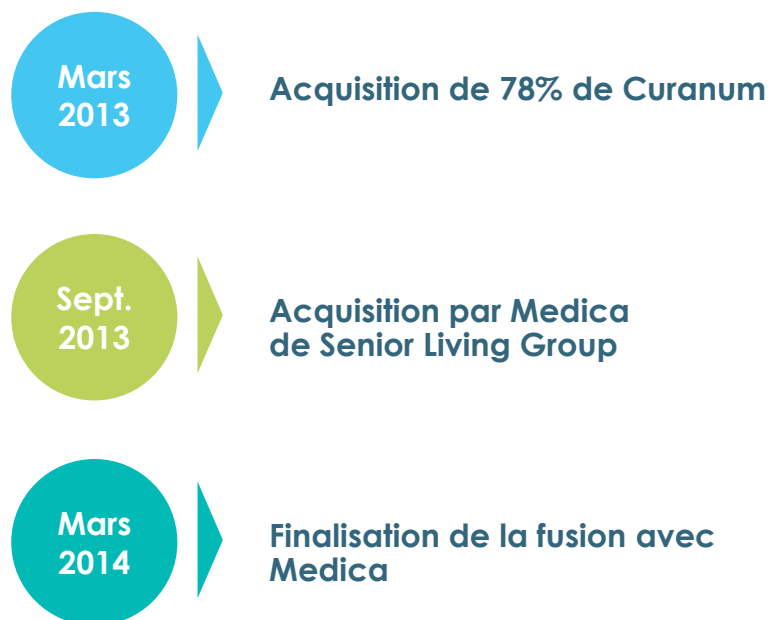 Mars
2013
Acquisition de 78% de Curanum
Sept.
2013
Acquisition par Medica
de Senior Living Group
Mars
2014
Finalisation de la fusion avec
Medica